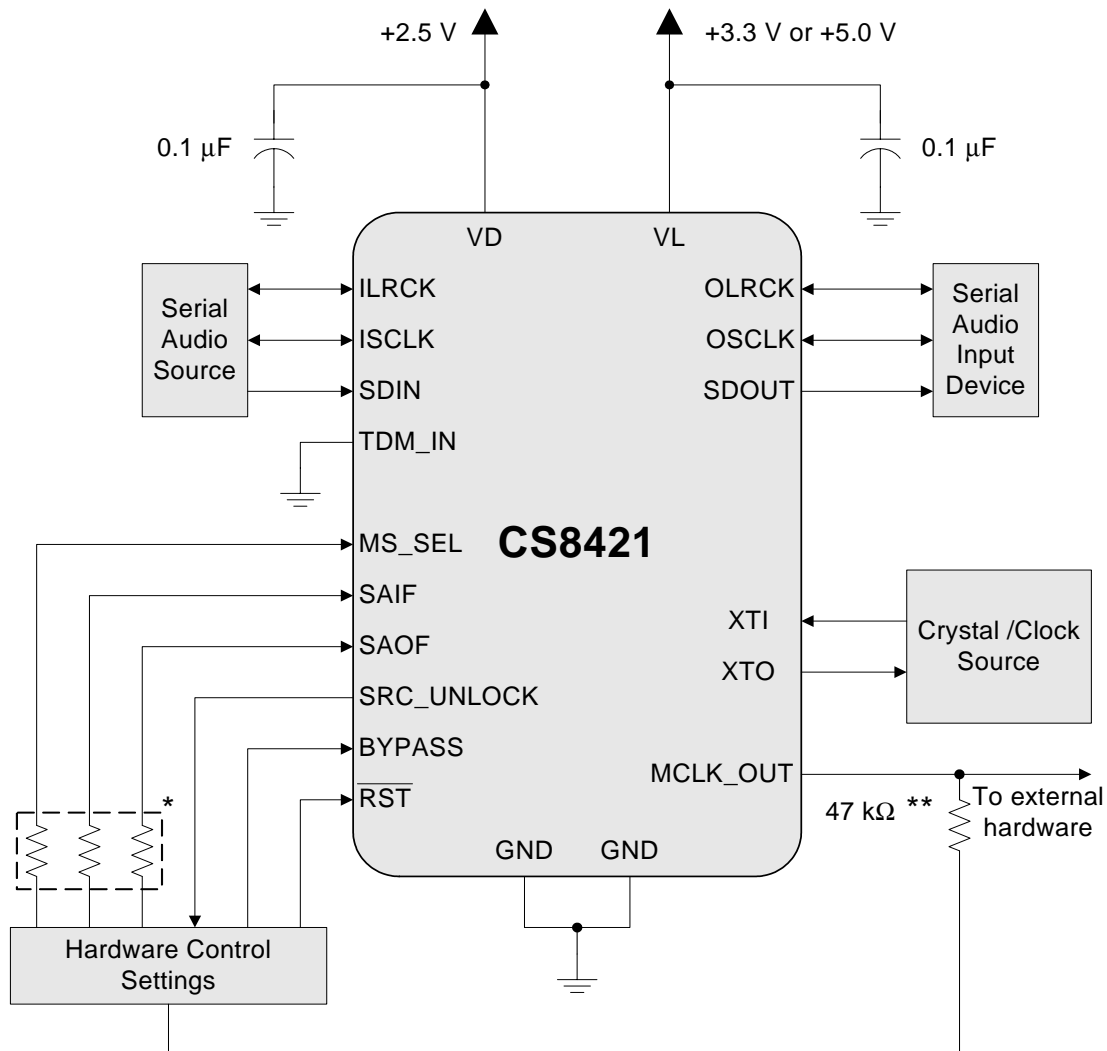 +2.5 V
+3.3 V or +5.0 V
0.1 μF
0.1 μF
VD
VL
Serial
Audio
Source
ILRCK
ISCLK
SDIN
TDM_IN
OLRCK
OSCLK
SDOUT
Serial
Audio
Input
Device
MS_SEL
SAIF
SAOF
SRC_UNLOCK
BYPASS
RST
CS8421
XTI
XTO
Crystal /Clock
Source
MCLK_OUT
47 kΩ **
To external
hardware
*
GND
GND
Hardware Control
Settings